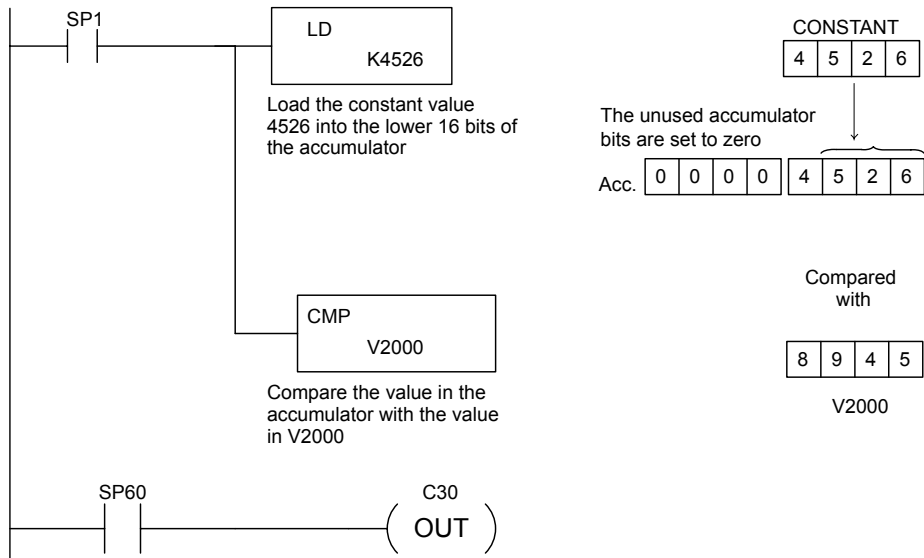 SP1
LD
K4526
Load the constant value
4526 into the lower 16 bits of
the accumulator
CONSTANT
4 5 2 6
The unused accumulator
bits are set to zero
Acc. 0 0 0 0 4 5 2 6
CMP
V2000
Compare the value in the
accumulator with the value
in V2000
Compared
with
8 9 4 5
V2000
SP60
C30
OUT